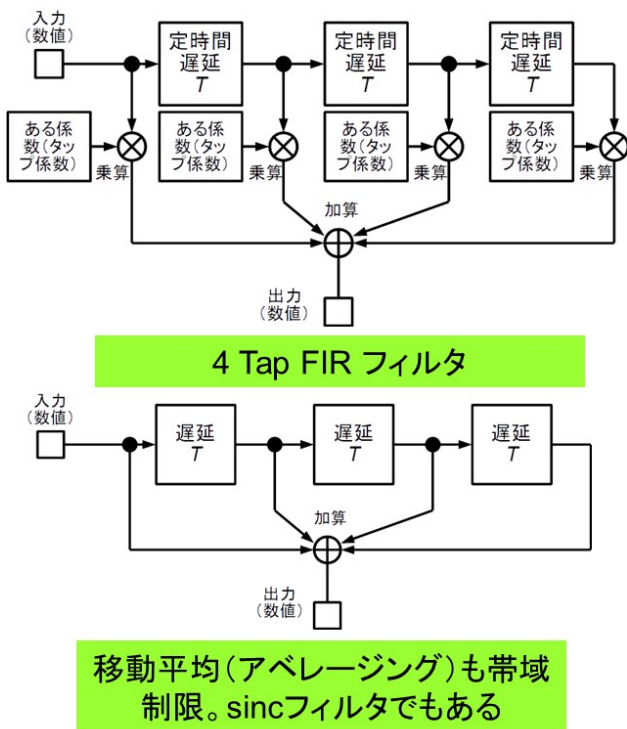 入力
(数値)
定時間
遅延
T
定時間
遅延
T
定時間
遅延
T
ある係
数(タッ
プ係数)
乗算
ある係
数(タッ
プ係数)
乗算
ある係
数(タッ
プ係数)
乗算
ある係
数(タッ
プ係数)
乗算
加算
出力
(数値)
4 Tap FIR フィルタ
入力
(数値)
遅延
T
遅延
T
遅延
T
加算
出力
(数値)
移動平均(アベレージング)も帯域
制限。sincフィルタでもある